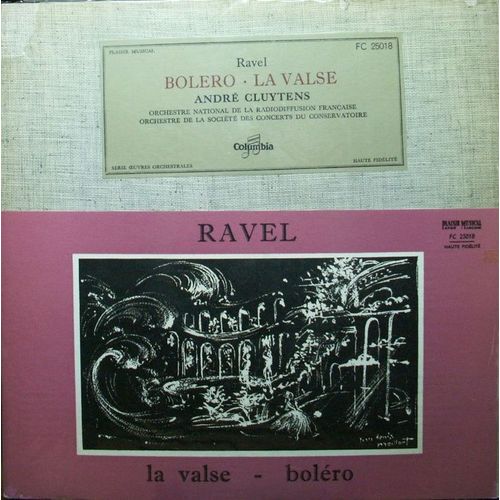 PLAISIR MUSICAL
FC 25018
Ravel
BOLERO · LA VALSE
ANDRÉ CLUYTENS
ORCHESTRE NATIONAL DE LA RADIODIFFUSION FRANÇAISE
ORCHESTRE DE LA SOCIÉTÉ DES CONCERTS DU CONSERVATOIRE
Columbia
SERIE ŒUVRES ORCHESTRALES
HAUTE FIDÉLITÉ
RAVEL
PLAISIR MUSICAL
FC 25018
HAUTE FIDÉLITÉ
la valse - boléro